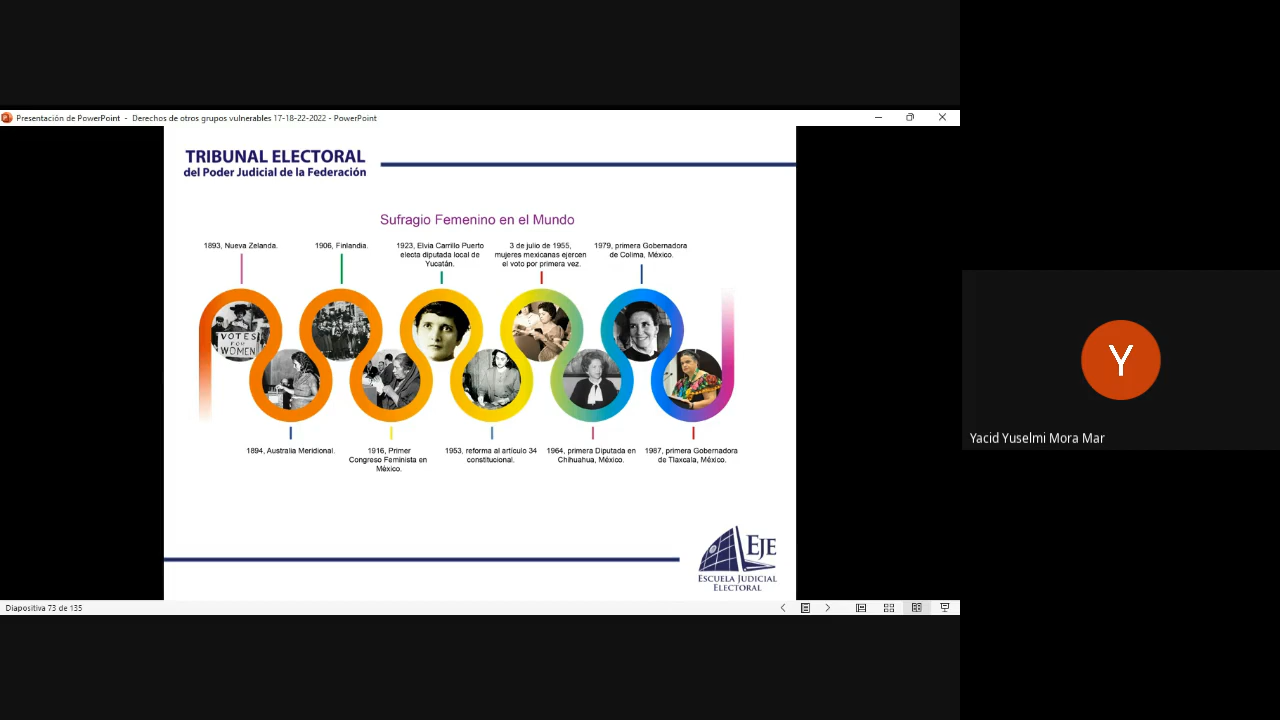 Presentación de PowerPoint - Derechos de otros grupos vulnerables 17-18-22-2022 - PowerPoint
TRIBUNAL ELECTORAL
del Poder Judicial de la Federación
Sufragio Femenino en el Mundo
1893, Nueva Zelanda.
1906, Finlandia.
1923, Elvia Carrillo Puerto
electa diputada local de
Yucatán.
3 de julio de 1955,
mujeres mexicanas ejercen
el voto por primera vez.
1979, primera Gobernadora
de Colima, México.
VOTES
FOR
WOMEN
1894, Australia Meridional.
1916, Primer
Congreso Feminista en
México.
1953, reforma al artículo 34
constitucional.
1964, primera Diputada en
Chihuahua, México.
1987, primera Gobernadora
de Tlaxcala, México.
EJE
ESCUELA JUDICIAL
ELECTORAL
Diapositiva 73 de 135
Y
Yacid Yuselmi Mora Mar